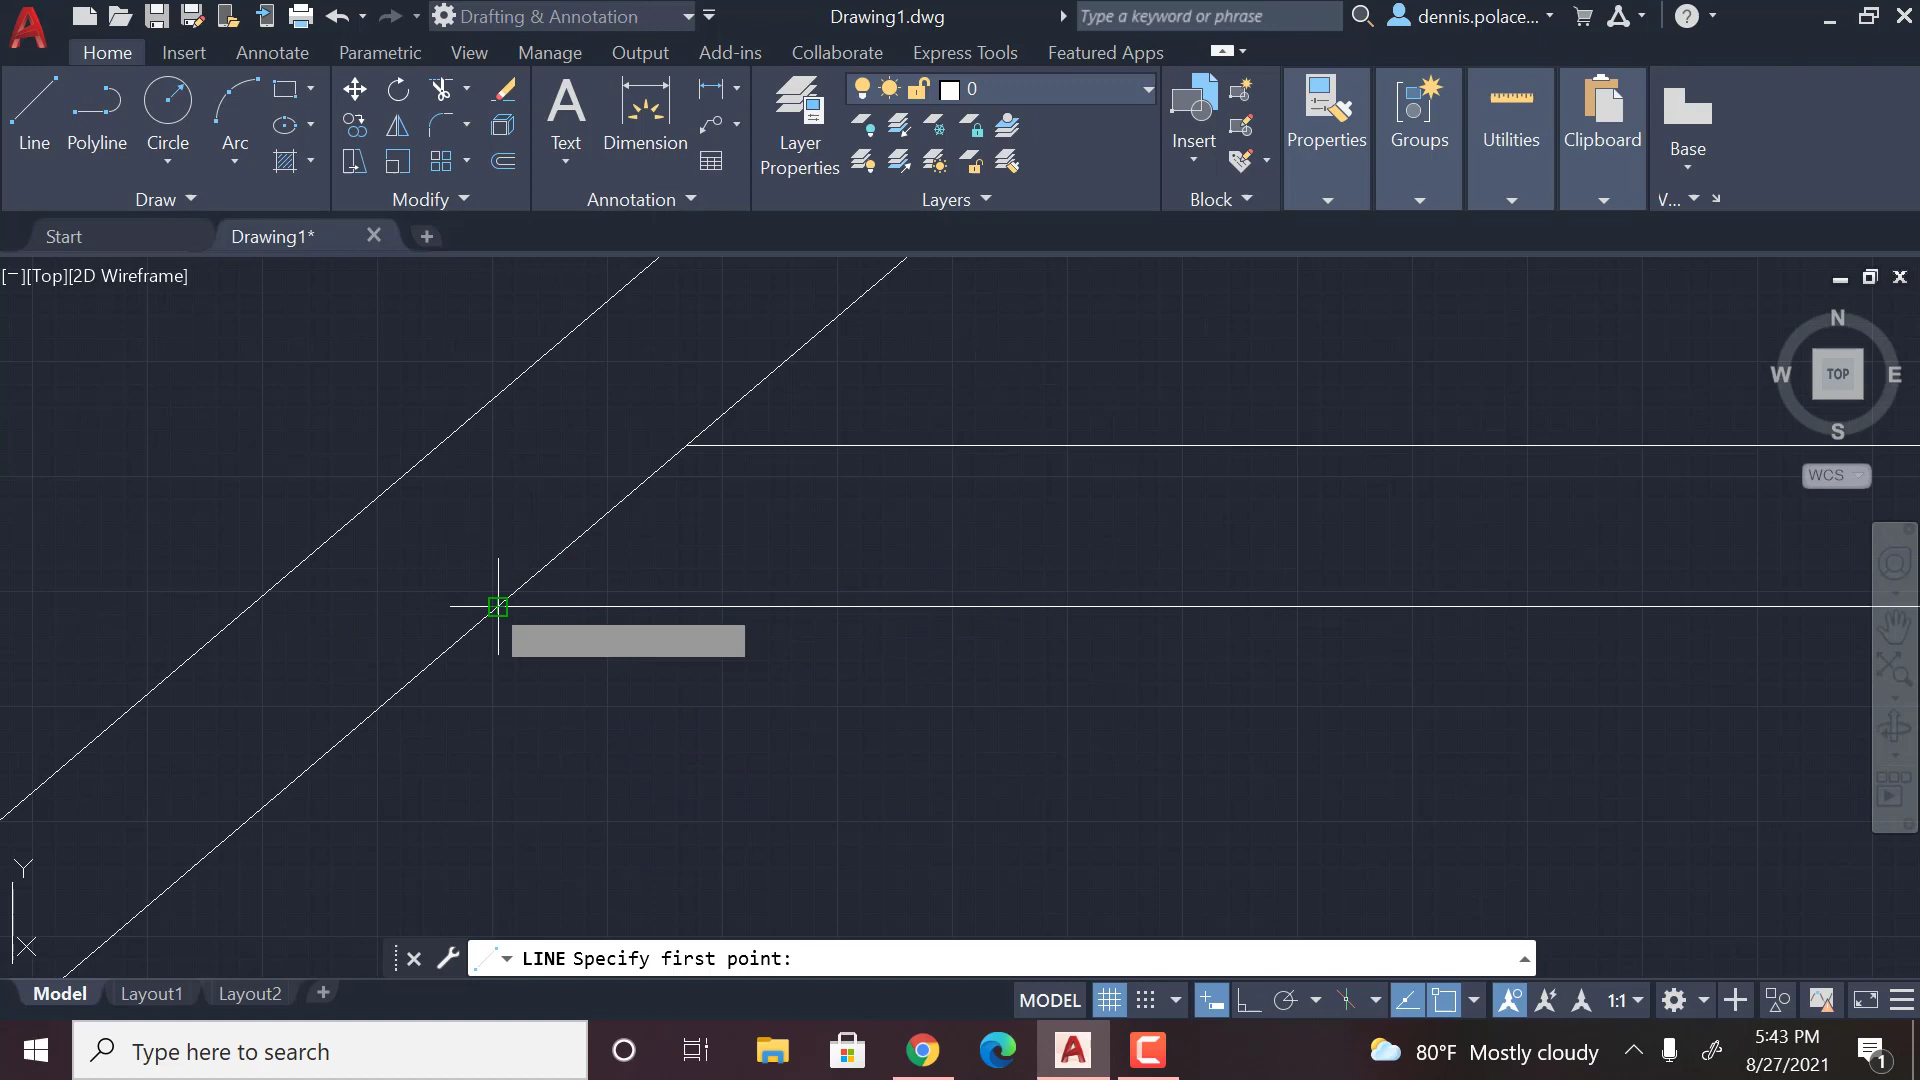 Drafting & Annotation
Drawing1.dwg
Type a keyword or phrase
dennis.polace...
Home Insert Annotate Parametric View Manage Output Add-ins Collaborate Express Tools Featured Apps
0
Line Polyline Circle Arc
Text Dimension
Layer
Properties
Insert
Properties Groups Utilities Clipboard
Base
Draw Modify Annotation Layers Block V...
Start Drawing1*
[−][Top][2D Wireframe]
N
W TOP E
S
WCS
Y
X
LINE Specify first point:
Model Layout1 Layout2
MODEL 1:1
Type here to search
80°F Mostly cloudy
5:43 PM
8/27/2021
1